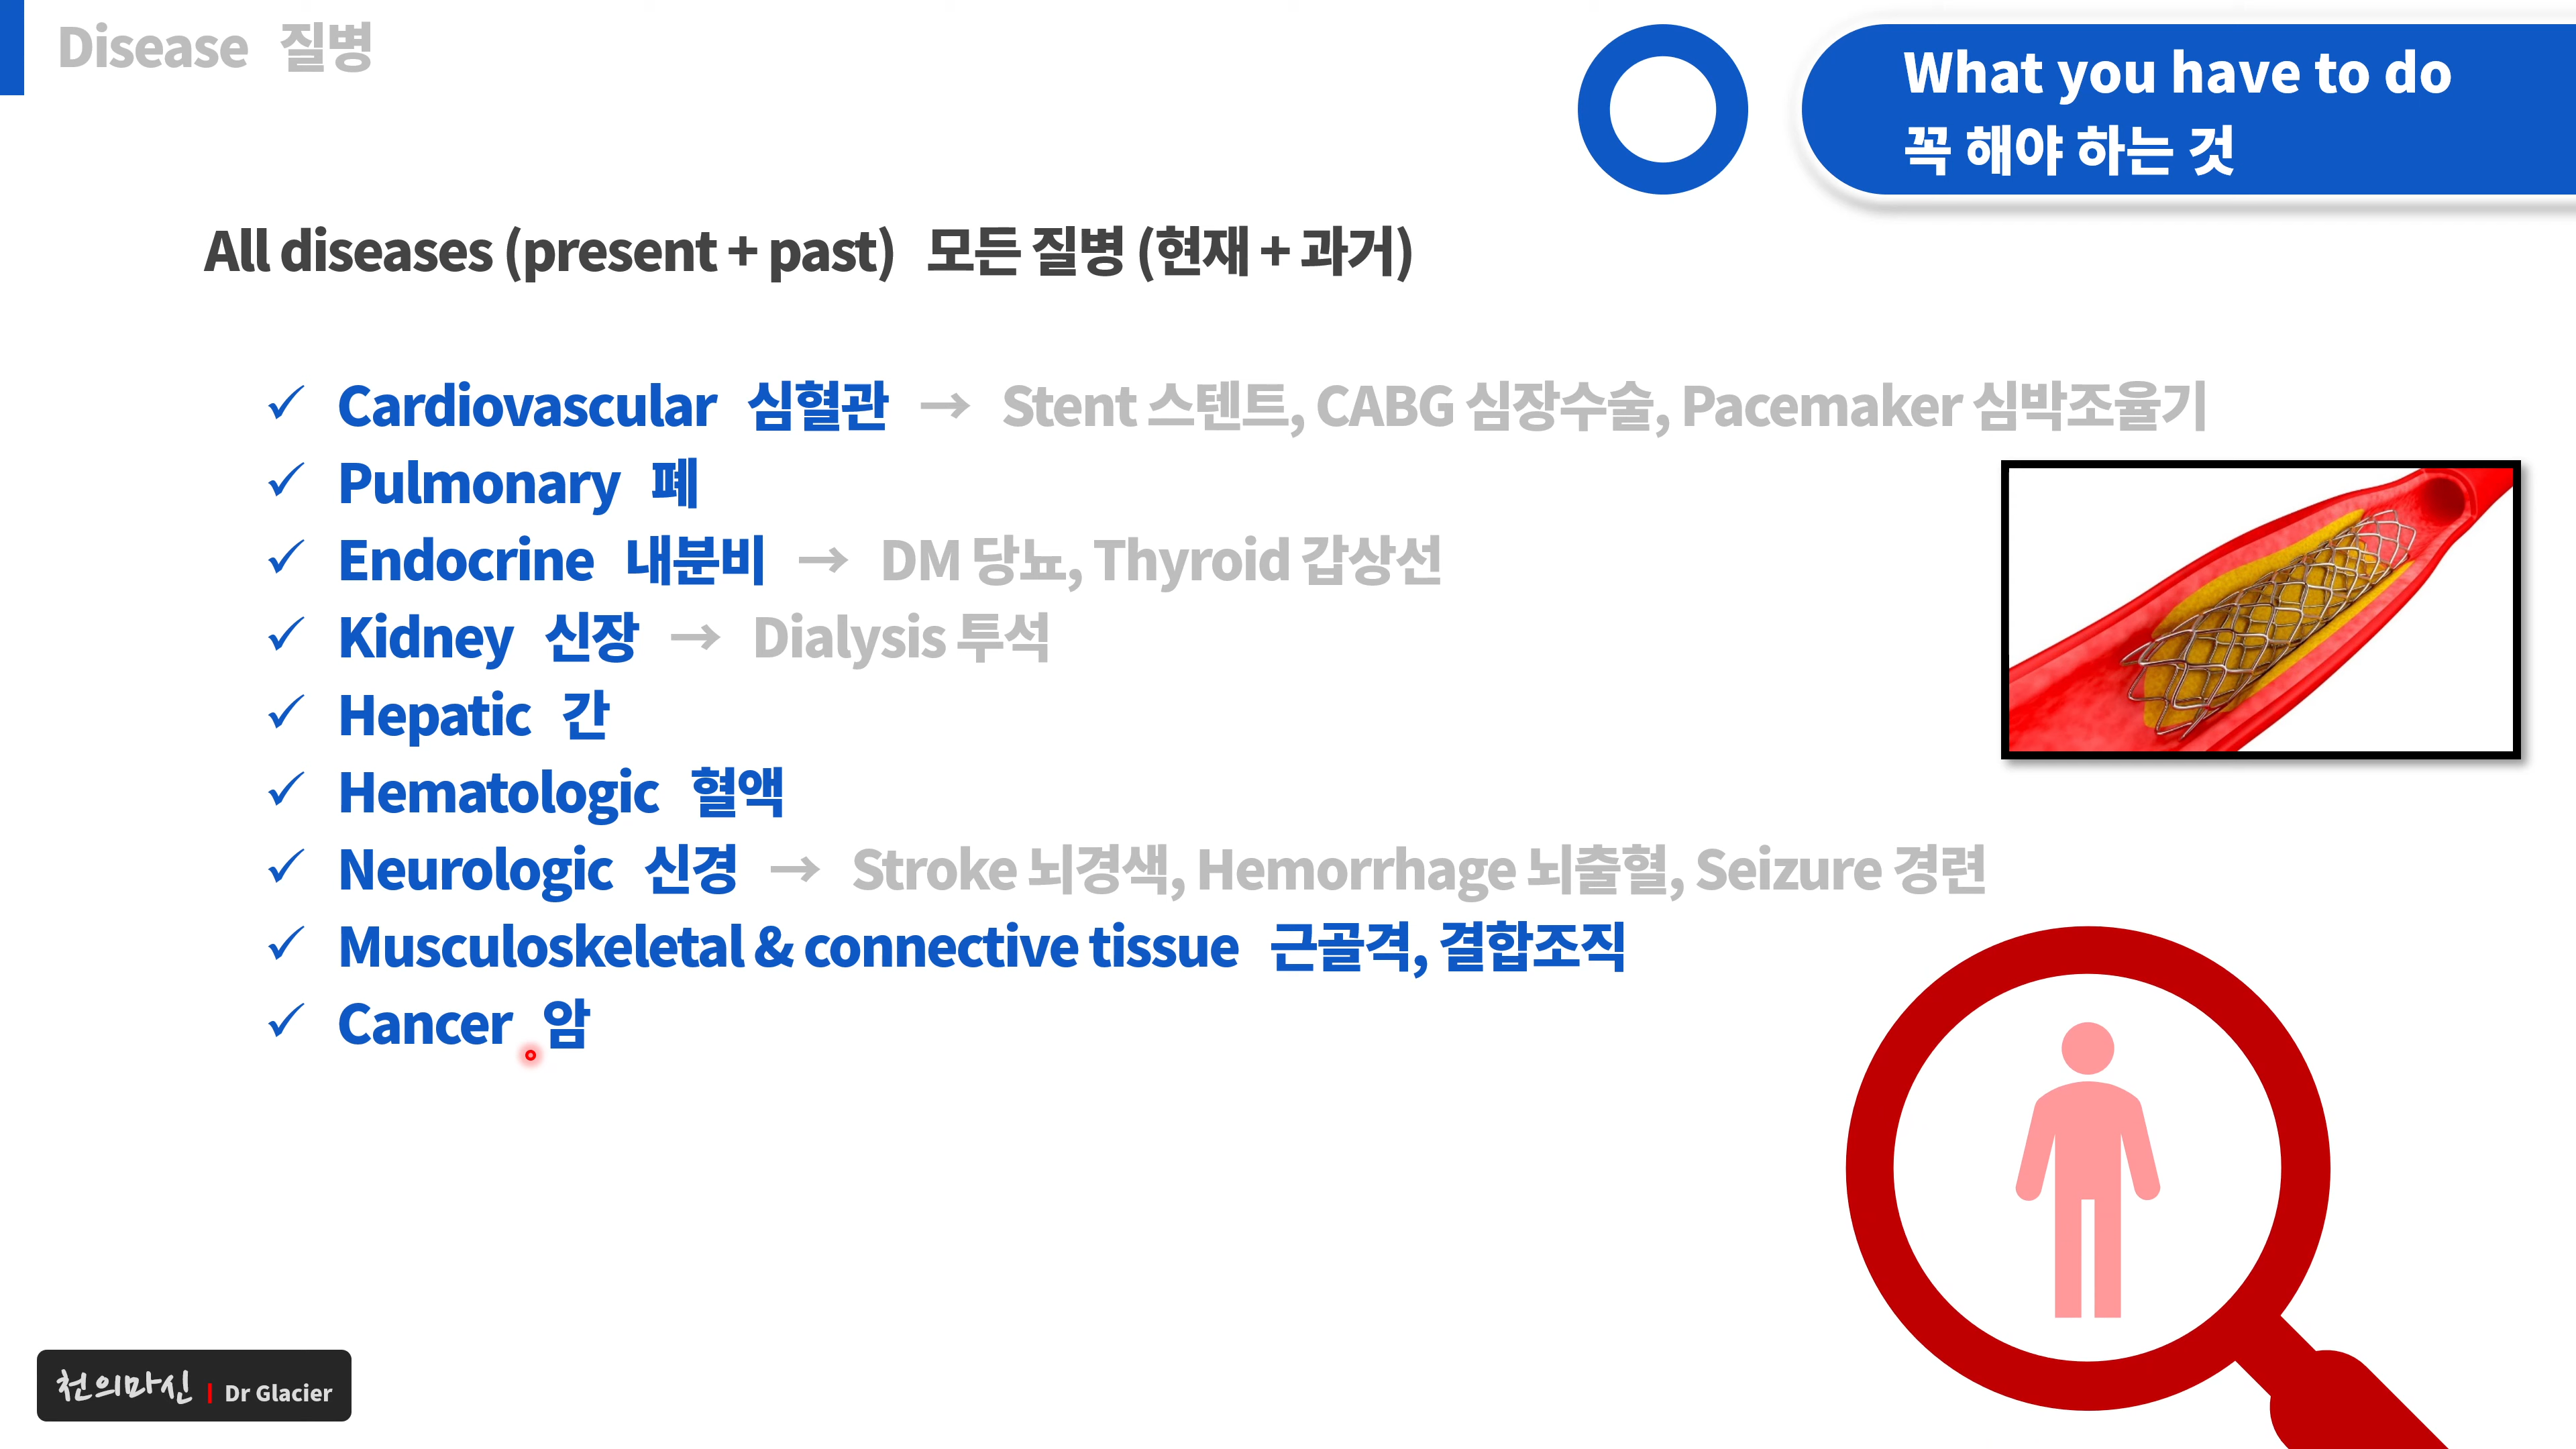 Disease 질병
What you have to do
꼭 해야 하는 것
All diseases (present + past) 모든 질병 (현재 + 과거)
✓ Cardiovascular 심혈관 → Stent 스텐트, CABG 심장수술, Pacemaker 심박조율기
✓ Pulmonary 폐
✓ Endocrine 내분비 → DM 당뇨, Thyroid 갑상선
✓ Kidney 신장 → Dialysis 투석
✓ Hepatic 간
✓ Hematologic 혈액
✓ Neurologic 신경 → Stroke 뇌경색, Hemorrhage 뇌출혈, Seizure 경련
✓ Musculoskeletal & connective tissue 근골격, 결합조직
✓ Cancer 암
천의마신 | Dr Glacier